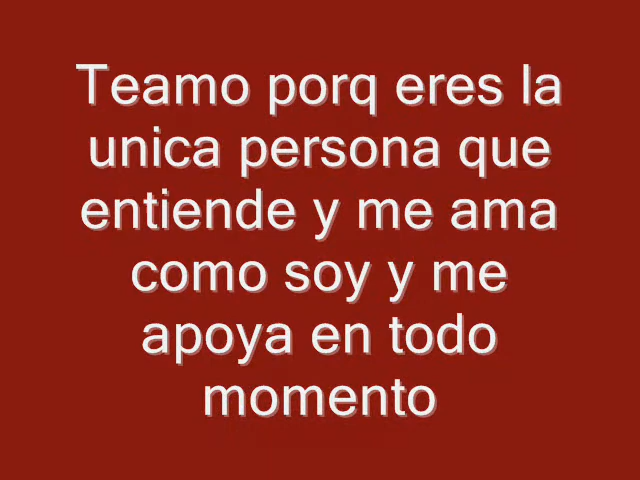 Teamo porq eres la
unica persona que
entiende y me ama
como soy y me
apoya en todo
momento